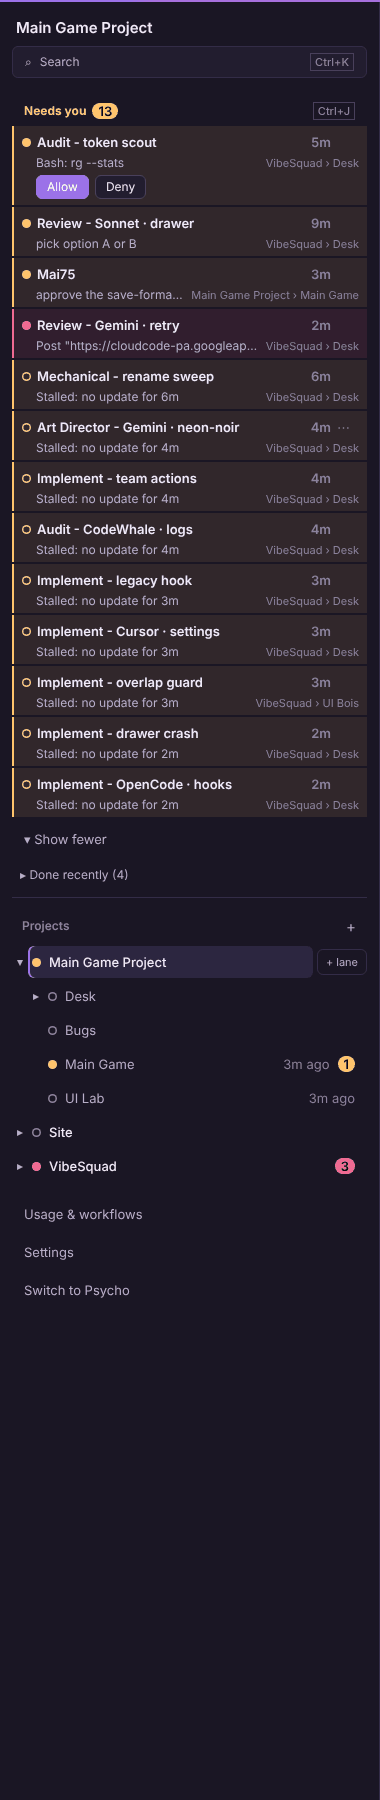 Main Game Project
Search Ctrl+K
Needs you 13 Ctrl+J
Audit - token scout 5m
Bash: rg --stats VibeSquad › Desk
Allow Deny
Review - Sonnet · drawer 9m
pick option A or B VibeSquad › Desk
Mai75 3m
approve the save-forma... Main Game Project › Main Game
Review - Gemini · retry 2m
Post "https://cloudcode-pa.googleap... VibeSquad › Desk
Mechanical - rename sweep 6m
Stalled: no update for 6m VibeSquad › Desk
Art Director - Gemini · neon-noir 4m ···
Stalled: no update for 4m VibeSquad › Desk
Implement - team actions 4m
Stalled: no update for 4m VibeSquad › Desk
Audit - CodeWhale · logs 4m
Stalled: no update for 4m VibeSquad › Desk
Implement - legacy hook 3m
Stalled: no update for 3m VibeSquad › Desk
Implement - Cursor · settings 3m
Stalled: no update for 3m VibeSquad › Desk
Implement - overlap guard 3m
Stalled: no update for 3m VibeSquad › UI Bois
Implement - drawer crash 2m
Stalled: no update for 2m VibeSquad › Desk
Implement - OpenCode · hooks 2m
Stalled: no update for 2m VibeSquad › Desk
▾ Show fewer
▸ Done recently (4)
Projects +
▾ Main Game Project + lane
▸ Desk
Bugs
Main Game 3m ago 1
UI Lab 3m ago
▸ Site
▸ VibeSquad 3
Usage & workflows
Settings
Switch to Psycho